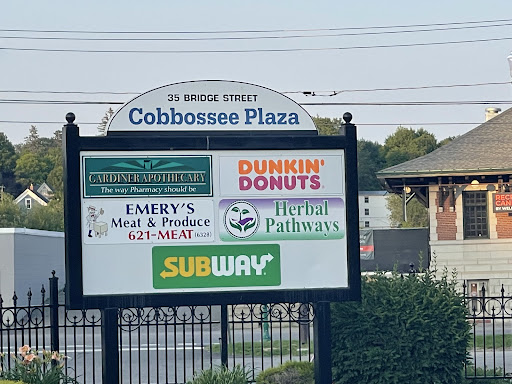 35 BRIDGE STREET
Cobbossee Plaza
GARDINER APOTHECARY
The way Pharmacy should be
DUNKIN'
DONUTS
EMERY'S
Meat & Produce
621-MEAT (6328)
Herbal
Pathways
SUBWAY